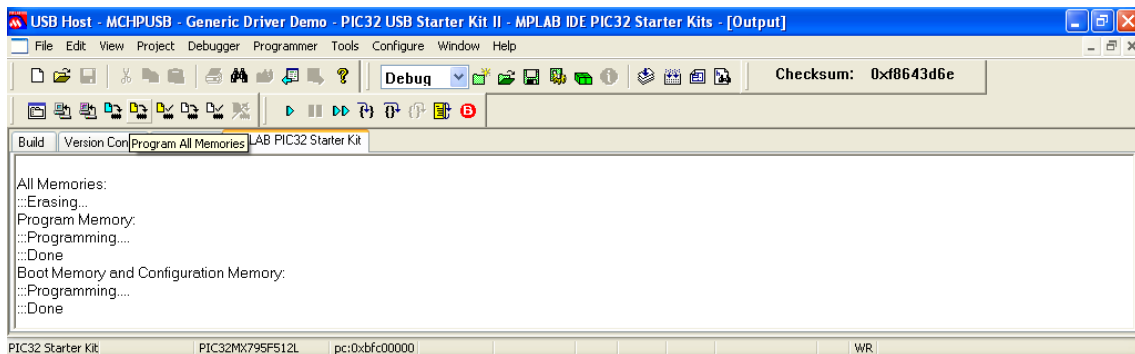 USB Host - MCHPUSB - Generic Driver Demo - PIC32 USB Starter Kit II - MPLAB IDE PIC32 Starter Kits - [Output]
File Edit View Project Debugger Programmer Tools Configure Window Help
Debug Checksum: 0xf8643d6e
Build Version Con Program All Memories LAB PIC32 Starter Kit
All Memories:
:::Erasing...
Program Memory:
:::Programming....
:::Done
Boot Memory and Configuration Memory:
:::Programming....
:::Done
PIC32 Starter Kit PIC32MX795F512L pc:0xbfc00000 WR